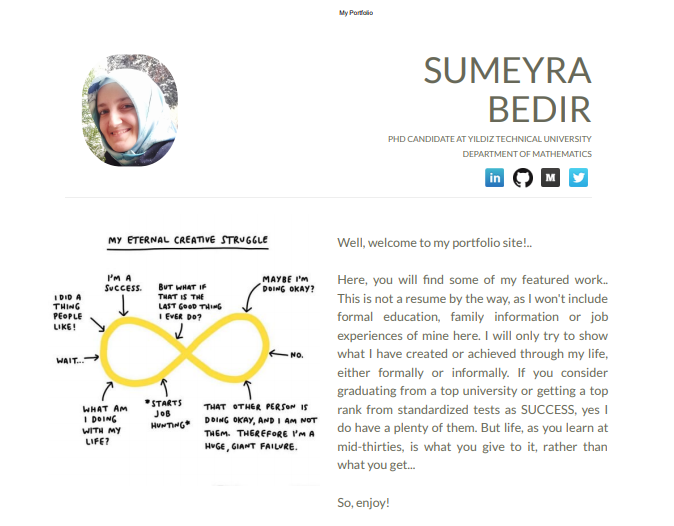 My Portfolio
SUMEYRA
BEDIR
PHD CANDIDATE AT YILDIZ TECHNICAL UNIVERSITY
DEPARTMENT OF MATHEMATICS
in
M
MY ETERNAL CREATIVE STRUGGLE
I DID A
THING
PEOPLE
LIKE!
I'M A
SUCCESS.
BUT WHAT IF
THAT IS THE
LAST GOOD THING
I EVER DO?
MAYBE I'M
DOING OKAY?
WAIT...
NO.
WHAT AM
I DOING
WITH MY
LIFE?
*STARTS
JOB
HUNTING*
THAT OTHER PERSON IS
DOING OKAY, AND I AM NOT
THEM. THEREFORE I'M A
HUGE, GIANT FAILURE.
Well, welcome to my portfolio site!..
Here, you will find some of my featured work..
This is not a resume by the way, as I won't include
formal education, family information or job
experiences of mine here. I will only try to show
what I have created or achieved through my life,
either formally or informally. If you consider
graduating from a top university or getting a top
rank from standardized tests as SUCCESS, yes I
do have a plenty of them. But life, as you learn at
mid-thirties, is what you give to it, rather than
what you get...
So, enjoy!